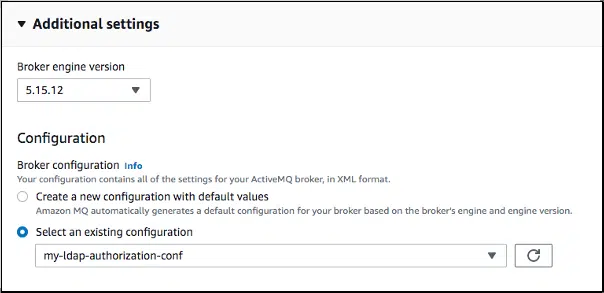 Additional settings
Broker engine version
5.15.12
Configuration
Broker configuration Info
Your configuration contains all of the settings for your ActiveMQ broker, in XML format.
Create a new configuration with default values
Amazon MQ automatically generates a default configuration for your broker based on the broker's engine and engine version.
Select an existing configuration
my-ldap-authorization-conf